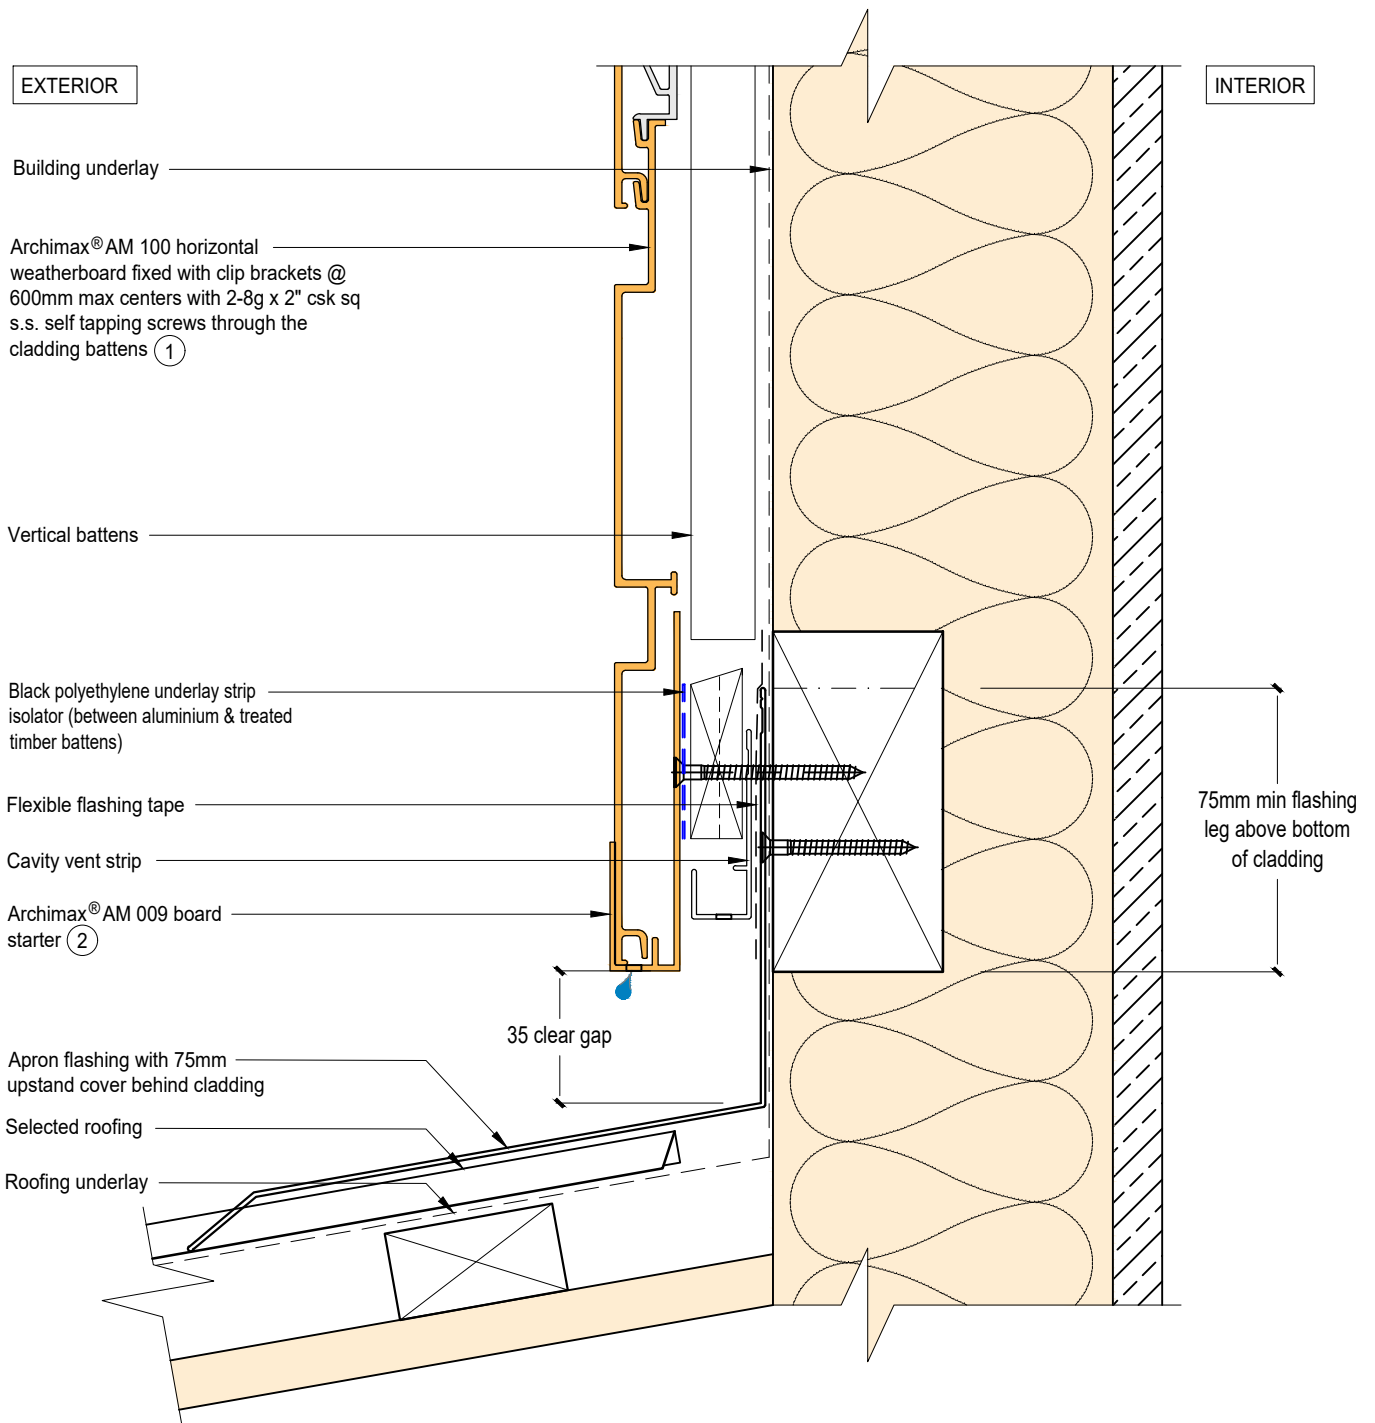 EXTERIOR
INTERIOR
Building underlay
Archimax® AM 100 horizontal
weatherboard fixed with clip brackets @
600mm max centers with 2-8g x 2" csk sq
s.s. self tapping screws through the
cladding battens 1
Vertical battens
Black polyethylene underlay strip
isolator (between aluminium & treated
timber battens)
Flexible flashing tape
Cavity vent strip
Archimax® AM 009 board
starter 2
75mm min flashing
leg above bottom
of cladding
35 clear gap
Apron flashing with 75mm
upstand cover behind cladding
Selected roofing
Roofing underlay